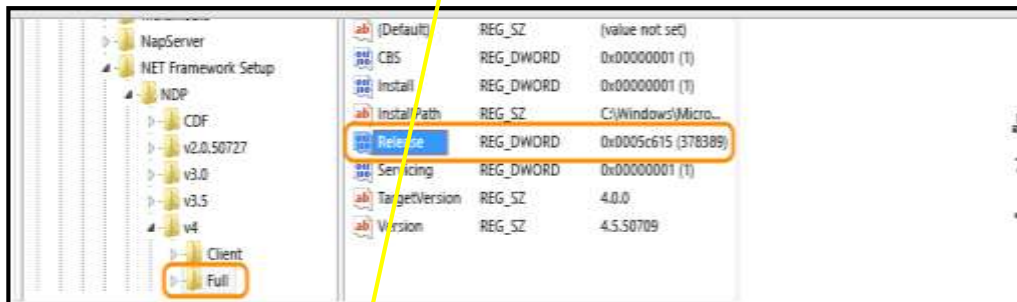 NapServer
NET Framework Setup
NDP
CDF
v2.0.50727
v3.0
v3.5
v4
Client
Full
(Default) REG_SZ (value not set)
CBS REG_DWORD 0x00000001 (1)
Install REG_DWORD 0x00000001 (1)
InstallPath REG_SZ C:\Windows\Micro...
Release REG_DWORD 0x0005c615 (378389)
Servicing REG_DWORD 0x00000001 (1)
TargetVersion REG_SZ 4.0.0
Version REG_SZ 4.5.50709